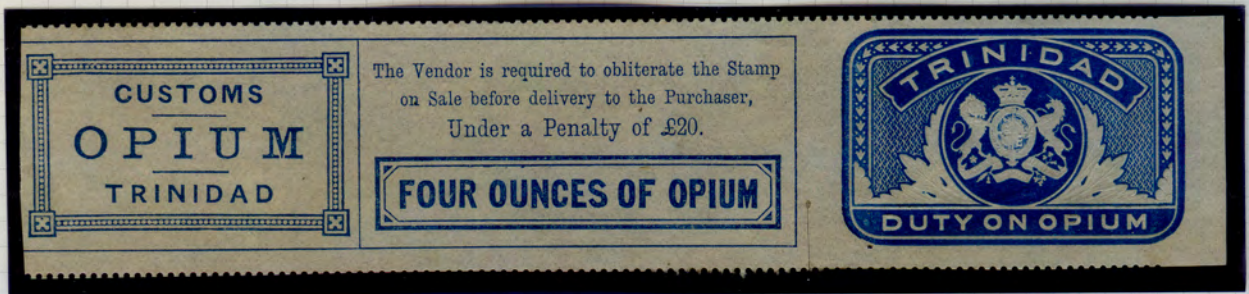 CUSTOMS
OPIUM
TRINIDAD
The Vendor is required to obliterate the Stamp
on Sale before delivery to the Purchaser,
Under a Penalty of £20.
FOUR OUNCES OF OPIUM
TRINIDAD
DUTY ON OPIUM